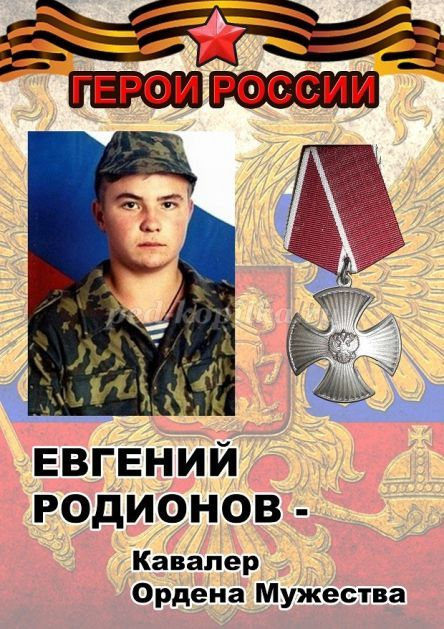 ГЕРОИ РОССИИ
ЕВГЕНИЙ
РОДИОНОВ -
Кавалер
Ордена Мужества